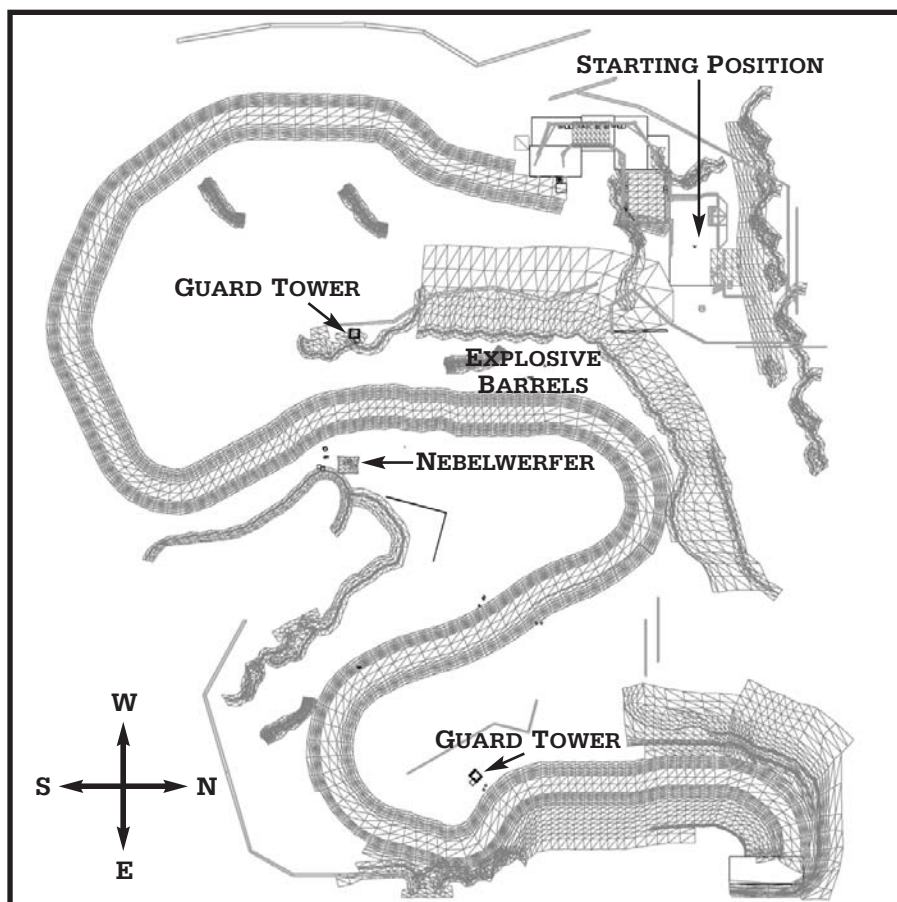 STARTING POSITION
GUARD TOWER
EXPLOSIVE
BARRELS
NEBELWERFER
W
S N
E
GUARD TOWER